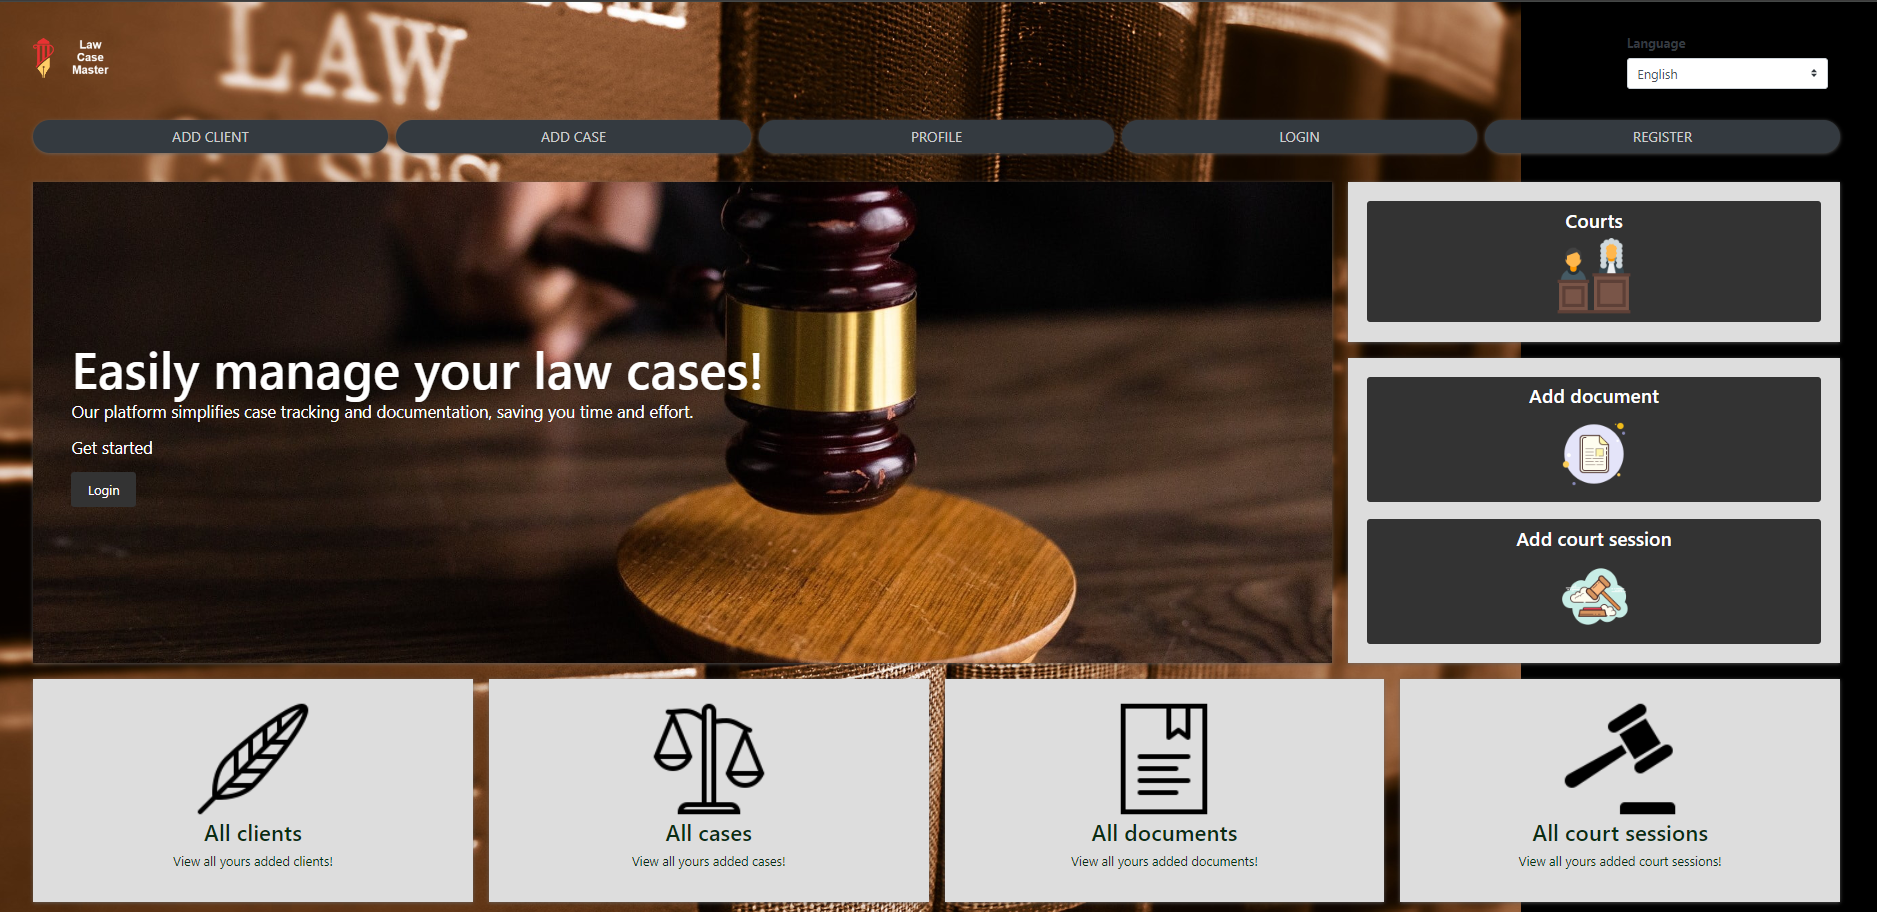 LAW
CASES
Law
Case
Master
Language
English
ADD CLIENT
ADD CASE
PROFILE
LOGIN
REGISTER
Easily manage your law cases!
Our platform simplifies case tracking and documentation, saving you time and effort.
Get started
Login
Courts
Add document
Add court session
All clients
View all yours added clients!
All cases
View all yours added cases!
All documents
View all yours added documents!
All court sessions
View all yours added court sessions!